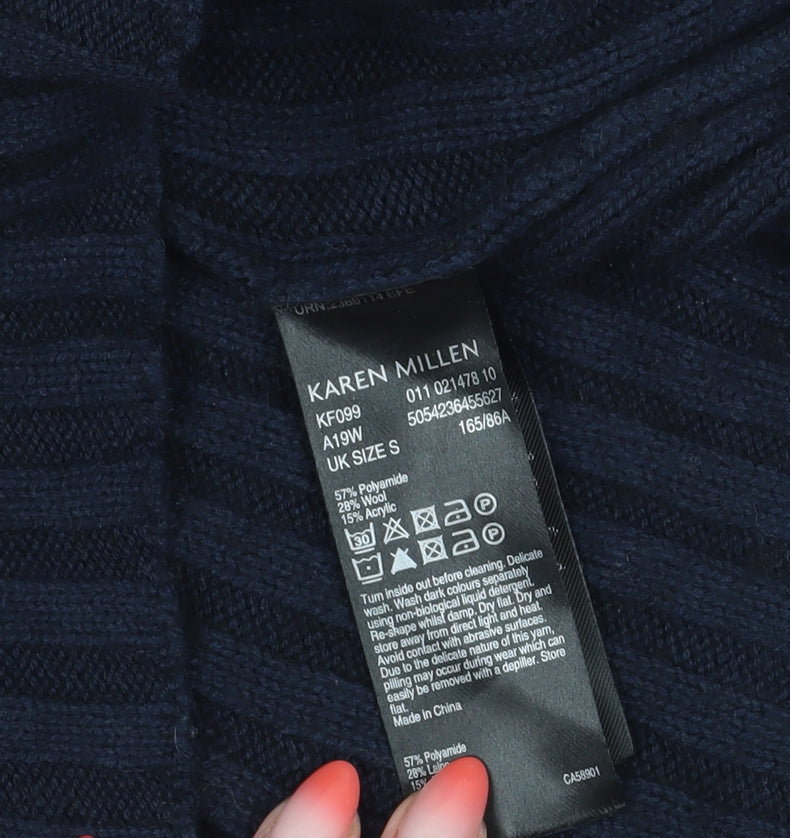 KAREN MILLEN
KF099 011 021478 10
A19W 5054236455627
UK SIZE S 165/86A
57% Polyamide
28% Wool
15% Acrylic
30
P
P
Turn inside out before cleaning. Delicate
wash. Wash dark colours separately
using non-biological liquid detergent.
Re-shape whilst damp. Dry flat. Dry and
store away from direct light and heat.
Avoid contact with abrasive surfaces.
Due to the delicate nature of this yarn,
pilling may occur during wear which can
easily be removed with a depiller. Store
flat.
Made in China
57% Polyamide
28%
15%
CA58901